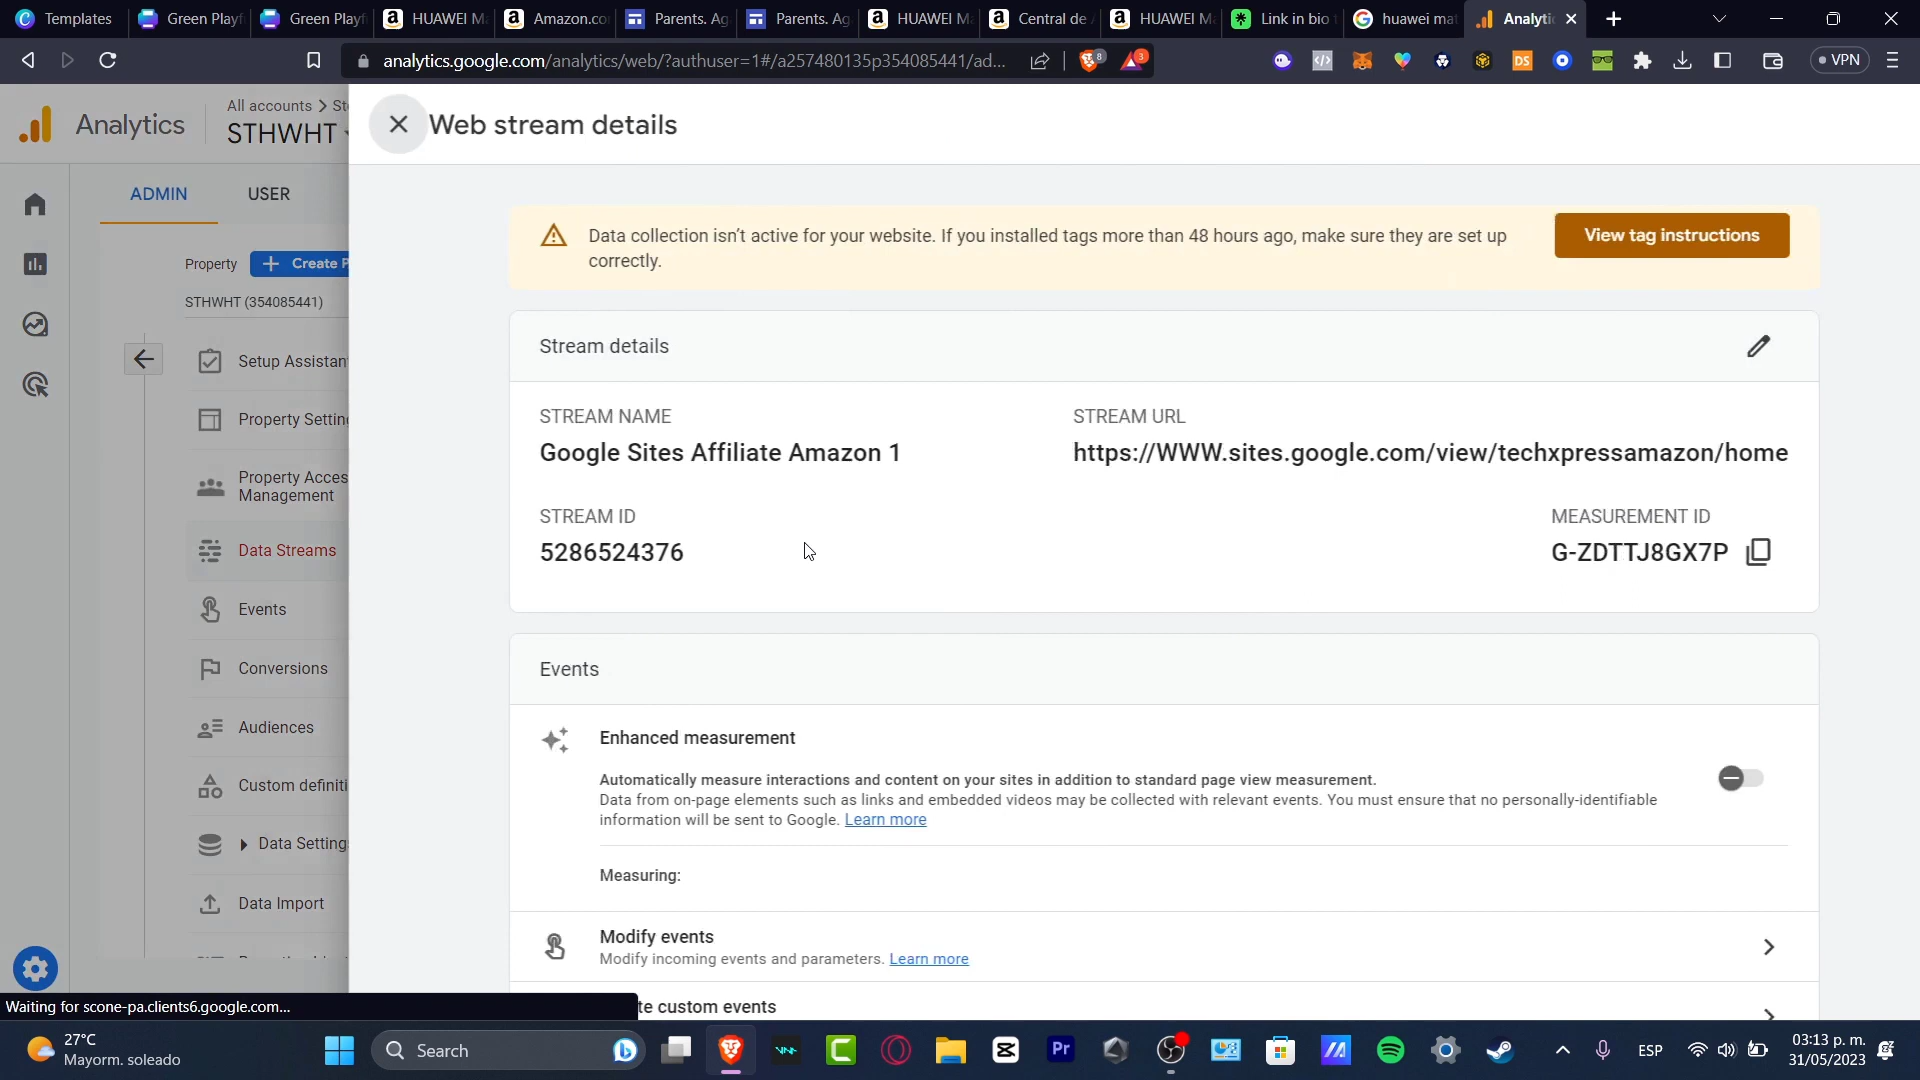 Templates
Green Playf
Green Playf
HUAWEI Ma
Amazon.co
Parents. Ag
Parents. Ag
HUAWEI Ma
Central de A
HUAWEI Ma
Link in bio t
huawei mat
Analytic
analytics.google.com/analytics/web/?authuser=1#/a257480135p354085441/ad...
8
3
DS
VPN
Analytics
All accounts > St
STHWHT
Web stream details
ADMIN
USER
Data collection isn't active for your website. If you installed tags more than 48 hours ago, make sure they are set up
correctly.
View tag instructions
Property
Create P
STHWHT (354085441)
Setup Assistan
Property Setting
Property Acces
Management
Data Streams
Events
Conversions
Audiences
Custom definiti
Data Setting
Data Import
Stream details
STREAM NAME
STREAM URL
Google Sites Affiliate Amazon 1
https://WWW.sites.google.com/view/techxpressamazon/home
STREAM ID
MEASUREMENT ID
5286524376
G-ZDTTJ8GX7P
Events
Enhanced measurement
Automatically measure interactions and content on your sites in addition to standard page view measurement.
Data from on-page elements such as links and embedded videos may be collected with relevant events. You must ensure that no personally-identifiable
information will be sent to Google. Learn more
Measuring:
Modify events
Modify incoming events and parameters. Learn more
te custom events
Waiting for scone-pa.clients6.google.com...
27°C
Mayorm. soleado
Search
Pr
ESP
03:13 p. m.
31/05/2023